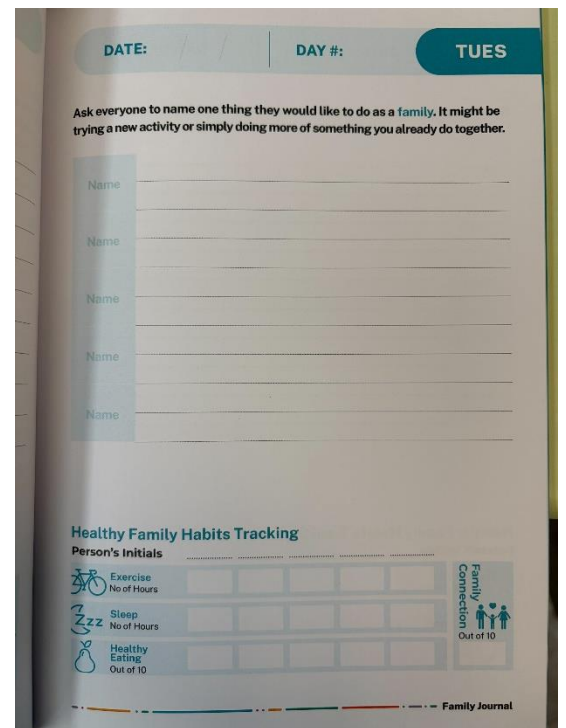 DATE: / / DAY #: TUES
Ask everyone to name one thing they would like to do as a family. It might be
trying a new activity or simply doing more of something you already do together.
Name
Name
Name
Name
Name
Healthy Family Habits Tracking
Person's Initials
Exercise
No of Hours
Zzz Sleep
No of Hours
Healthy
Eating
Out of 10
Family
Connection
Out of 10
Family Journal